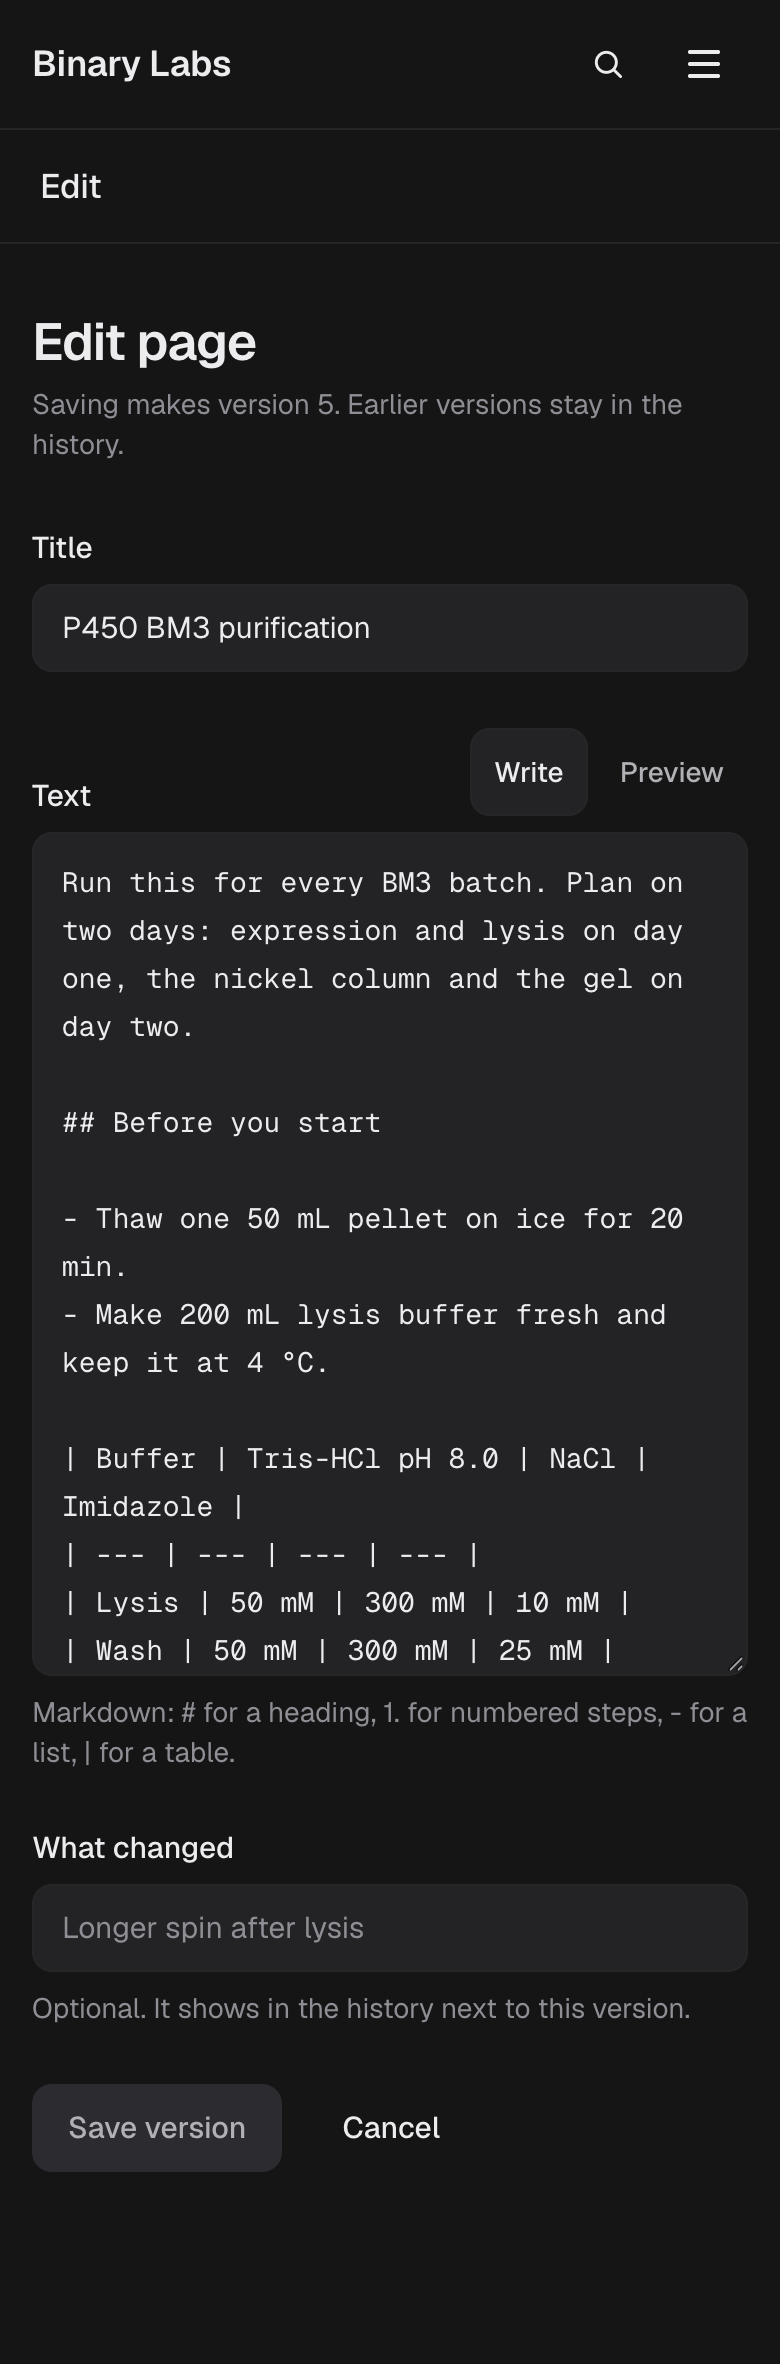 Binary Labs
Edit
Edit page
Saving makes version 5. Earlier versions stay in the
history.
Title
P450 BM3 purification
Text
Write
Preview
Run this for every BM3 batch. Plan on
two days: expression and lysis on day
one, the nickel column and the gel on
day two.
## Before you start
- Thaw one 50 mL pellet on ice for 20
min.
- Make 200 mL lysis buffer fresh and
keep it at 4 °C.
| Buffer | Tris-HCl pH 8.0 | NaCl |
Imidazole |
| --- | --- | --- | --- |
| Lysis | 50 mM | 300 mM | 10 mM |
| Wash | 50 mM | 300 mM | 25 mM |
Markdown: # for a heading, 1. for numbered steps, - for a
list, | for a table.
What changed
Longer spin after lysis
Optional. It shows in the history next to this version.
Save version
Cancel